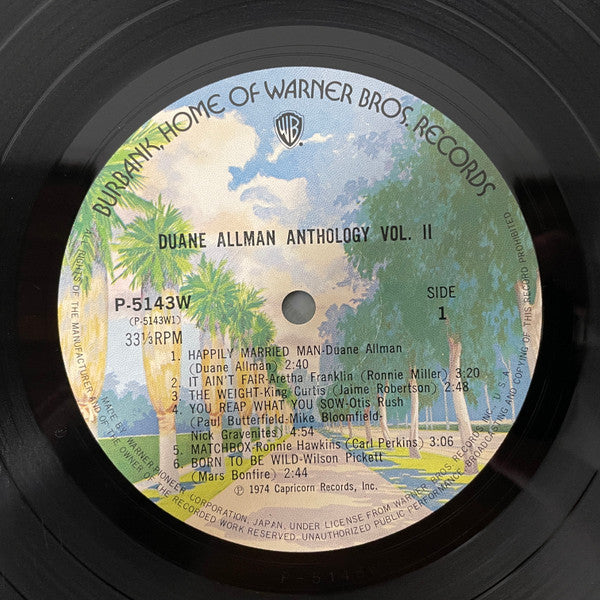 BURBANK, HOME OF WARNER BROS. RECORDS
WB
DUANE ALLMAN ANTHOLOGY VOL. II
P-5143W
(P-5143W1)
33⅓RPM
SIDE
1
1. HAPPILY MARRIED MAN-Duane Allman
(Duane Allman) 2:40
2. IT AIN'T FAIR-Aretha Franklin (Ronnie Miller) 3:20
3. THE WEIGHT-King Curtis (Jaime Robertson) 2:48
4. YOU REAP WHAT YOU SOW-Otis Rush
(Paul Butterfield-Mike Bloomfield-
Nick Gravenites) 4:54
5. MATCHBOX-Ronnie Hawkins (Carl Perkins) 3:06
6. BORN TO BE WILD-Wilson Pickett
(Mars Bonfire) 2:44
℗ 1974 Capricorn Records, Inc.
MADE BY WARNER-PIONEER CORPORATION, JAPAN. UNDER LICENSE FROM WARNER BROS. RECORDS INC., U.S.A.
ALL RIGHTS OF THE MANUFACTURER AND OF THE OWNER OF THE RECORDED WORK RESERVED. UNAUTHORIZED PUBLIC PERFORMANCE, BROADCASTING AND COPYING OF THIS RECORD PROHIBITED